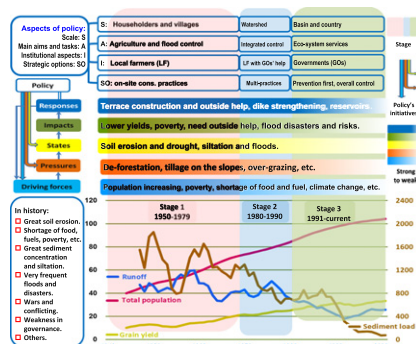 Aspects of policy:
Scale: S
Main aims and tasks: A
Institutional aspects: I
Strategic options: SO
S: Householders and villages
Watershed
Basin and country
A: Agriculture and flood control
Integrated control
Eco-system services
I: Local farmers (LF)
LF with GOs' help
Governments (GOs)
SO: on-site cons. practices
Multi-practices
Prevention first, overall control
Stage
Policy
Policy's
initiatives
Responses
Terrace construction and outside help, dike strengthening, reservoirs.
Impacts
Lower yields, poverty, need outside help, flood disasters and risks.
States
Soil erosion and drought, siltation and floods.
Pressures
De-forestation, tillage on the slopes, over-grazing, etc.
Strong
to weak
Driving forces
Population increasing, poverty, shortage of food and fuel, climate change, etc.
In history:
Great soil erosion.
Shortage of food,
fuels, poverty, etc.
Great sediment
concentration
and siltation.
Very frequent
floods and
disasters.
Wars and
conflicting.
Weakness in
governance.
Others.
120
100
80
60
40
20
0
Stage 1
1950-1979
Stage 2
1980-1990
Stage 3
1991-current
2400
2000
1600
1200
800
400
0
Runoff
Total population
Grain yield
Sediment load